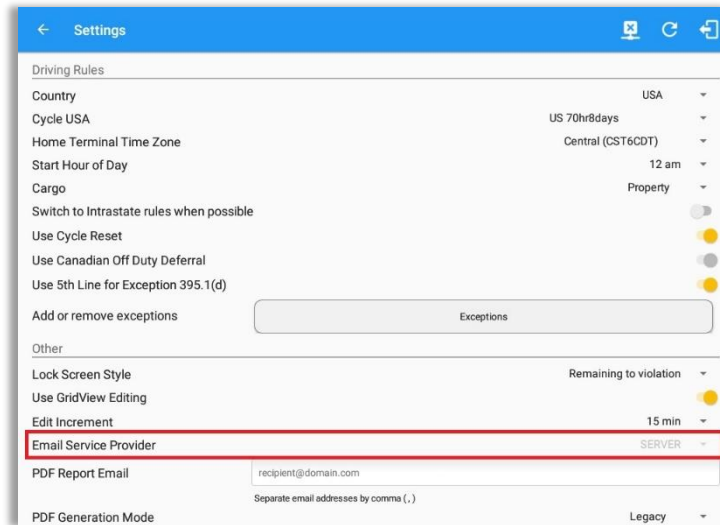 Settings
Driving Rules
Country USA
Cycle USA US 70hr8days
Home Terminal Time Zone Central (CST6CDT)
Start Hour of Day 12 am
Cargo Property
Switch to Intrastate rules when possible
Use Cycle Reset
Use Canadian Off Duty Deferral
Use 5th Line for Exception 395.1(d)
Add or remove exceptions Exceptions
Other
Lock Screen Style Remaining to violation
Use GridView Editing
Edit Increment 15 min
Email Service Provider SERVER
PDF Report Email recipient@domain.com
Separate email addresses by comma ( , )
PDF Generation Mode Legacy